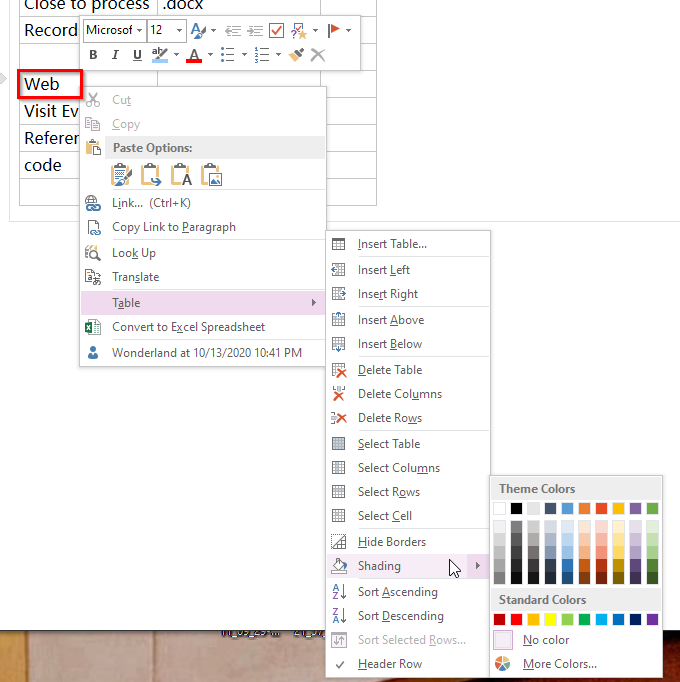 Close to process .docx
Record
Microsof 12
B I U ab A
Web
Visit Ev
Referer
code
Cut
Copy
Paste Options:
Link... (Ctrl+K)
Copy Link to Paragraph
Look Up
Translate
Table
Convert to Excel Spreadsheet
Wonderland at 10/13/2020 10:41 PM
Insert Table...
Insert Left
Insert Right
Insert Above
Insert Below
Delete Table
Delete Columns
Delete Rows
Select Table
Select Columns
Select Rows
Select Cell
Hide Borders
Shading
Sort Ascending
Sort Descending
Sort Selected Rows...
Header Row
Theme Colors
Standard Colors
No color
More Colors...